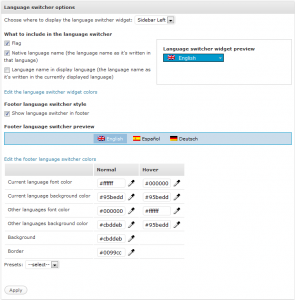 Language switcher options
Choose where to display the language switcher widget: Sidebar Left
What to include in the language switcher
Flag
Native language name (the language name as it's written in that language)
Language name in display language (the language name as it's written in the currently displayed language)
Language switcher widget preview
English
Edit the language switcher widget colors
Footer language switcher style
Show language switcher in footer
Footer language switcher preview
English Español Deutsch
Edit the footer language switcher colors
Normal Hover
Current language font color #ffffff #000000
Current language background color #95bedd #95bedd
Other languages font color #000000 #ffffff
Other languages background color #cbddeb #95bedd
Background #cbddeb
Border #0099cc
Presets: --select--
Apply